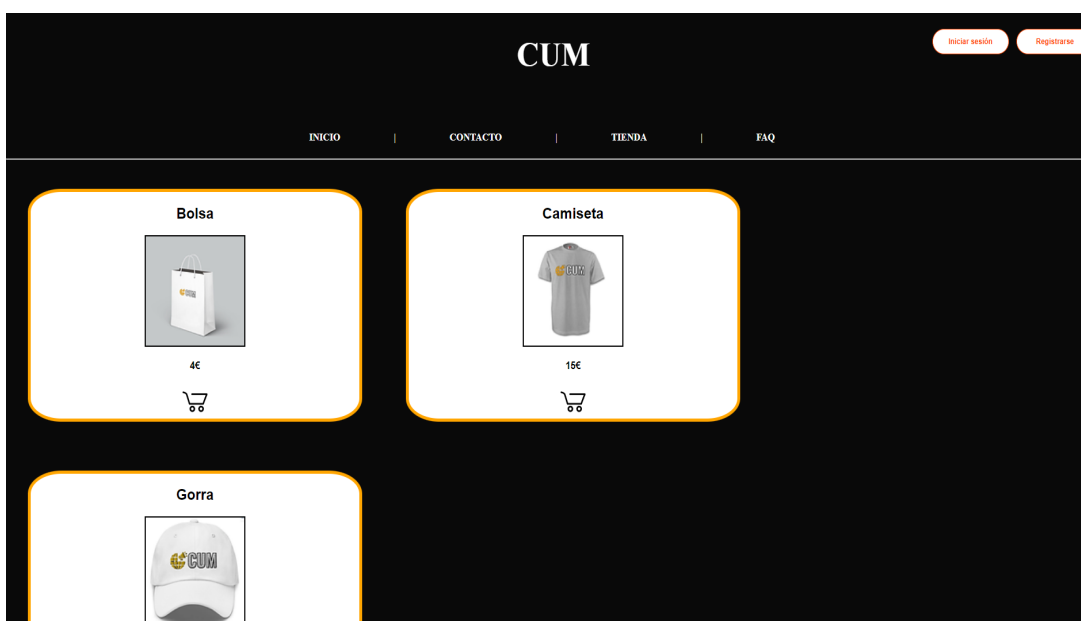 CUM
Iniciar sesión
Registrarse
INICIO | CONTACTO | TIENDA | FAQ
Bolsa
Camiseta
CUM
4€
15€
Gorra
CUM